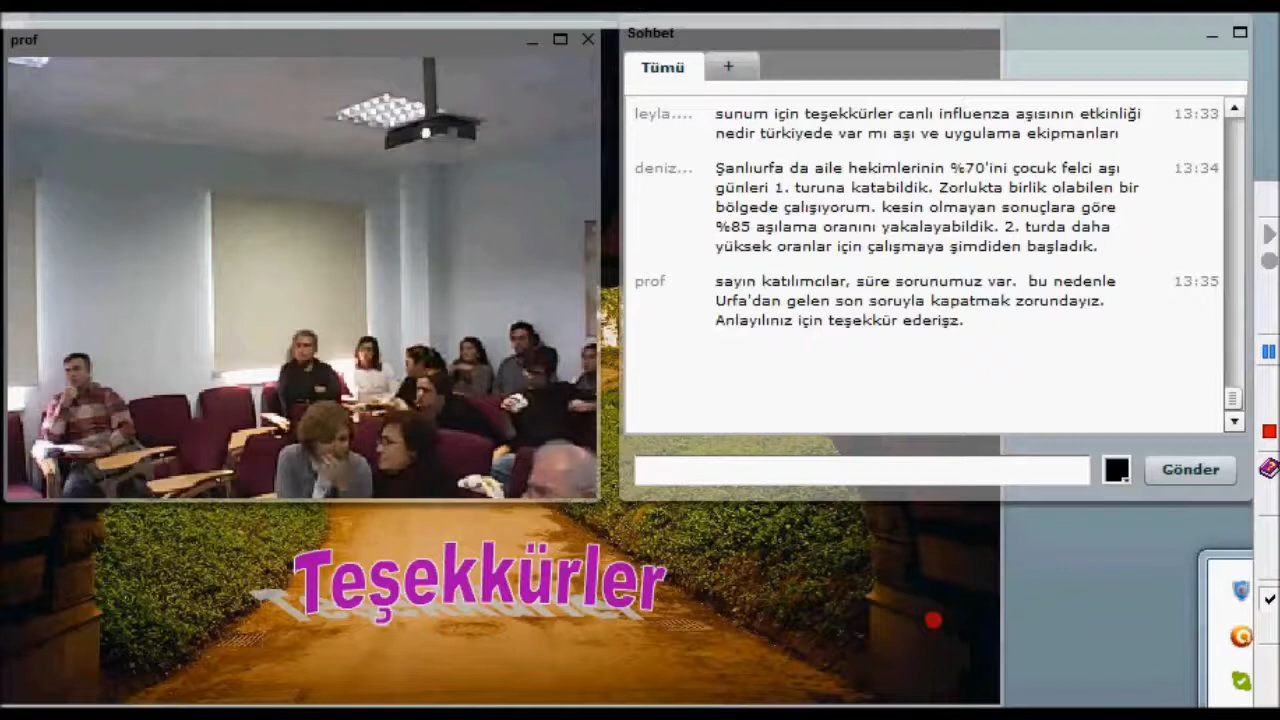 prof
Sohbet
Tümü
+
leyla.... sunum için teşekkürler canlı influenza aşısının etkinliği 13:33
nedir türkiyede var mı aşı ve uygulama ekipmanları
deniz... Şanlıurfa da aile hekimlerinin %70'ini çocuk felci aşı 13:34
günleri 1. turuna katabildik. Zorlukta birlik olabilen bir
bölgede çalışıyorum. kesin olmayan sonuçlara göre
%85 aşılama oranını yakalayabildik. 2. turda daha
yüksek oranlar için çalışmaya şimdiden başladık.
prof sayın katılımcılar, süre sorunumuz var. bu nedenle 13:35
Urfa'dan gelen son soruyla kapatmak zorundayız.
Anlayılınız için teşekkür ederişz.
Gönder
Teşekkürler